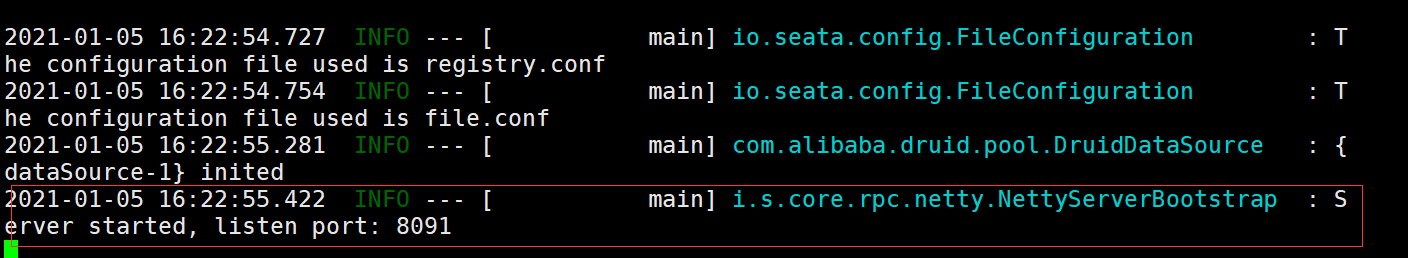 2021-01-05 16:22:54.727  INFO --- [           main] io.seata.config.FileConfiguration        : T
he configuration file used is registry.conf
2021-01-05 16:22:54.754  INFO --- [           main] io.seata.config.FileConfiguration        : T
he configuration file used is file.conf
2021-01-05 16:22:55.281  INFO --- [           main] com.alibaba.druid.pool.DruidDataSource   : {
dataSource-1} inited
2021-01-05 16:22:55.422  INFO --- [           main] i.s.core.rpc.netty.NettyServerBootstrap  : S
erver started, listen port: 8091